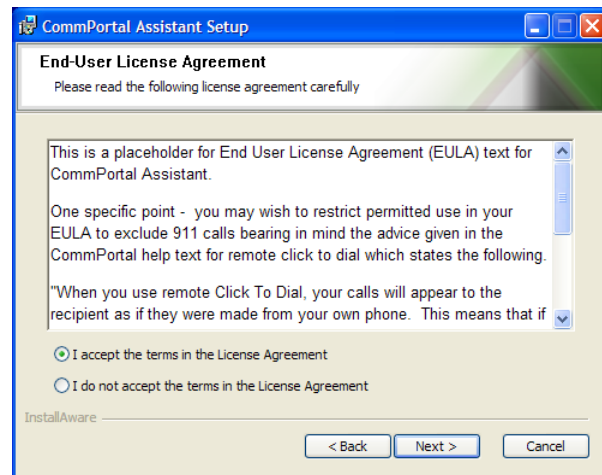 CommPortal Assistant Setup
End-User License Agreement
Please read the following license agreement carefully
This is a placeholder for End User License Agreement (EULA) text for
CommPortal Assistant.
One specific point - you may wish to restrict permitted use in your
EULA to exclude 911 calls bearing in mind the advice given in the
CommPortal help text for remote click to dial which states the following.
"When you use remote Click To Dial, your calls will appear to the
recipient as if they were made from your own phone. This means that if
I accept the terms in the License Agreement
I do not accept the terms in the License Agreement
InstallAware
< Back Next > Cancel